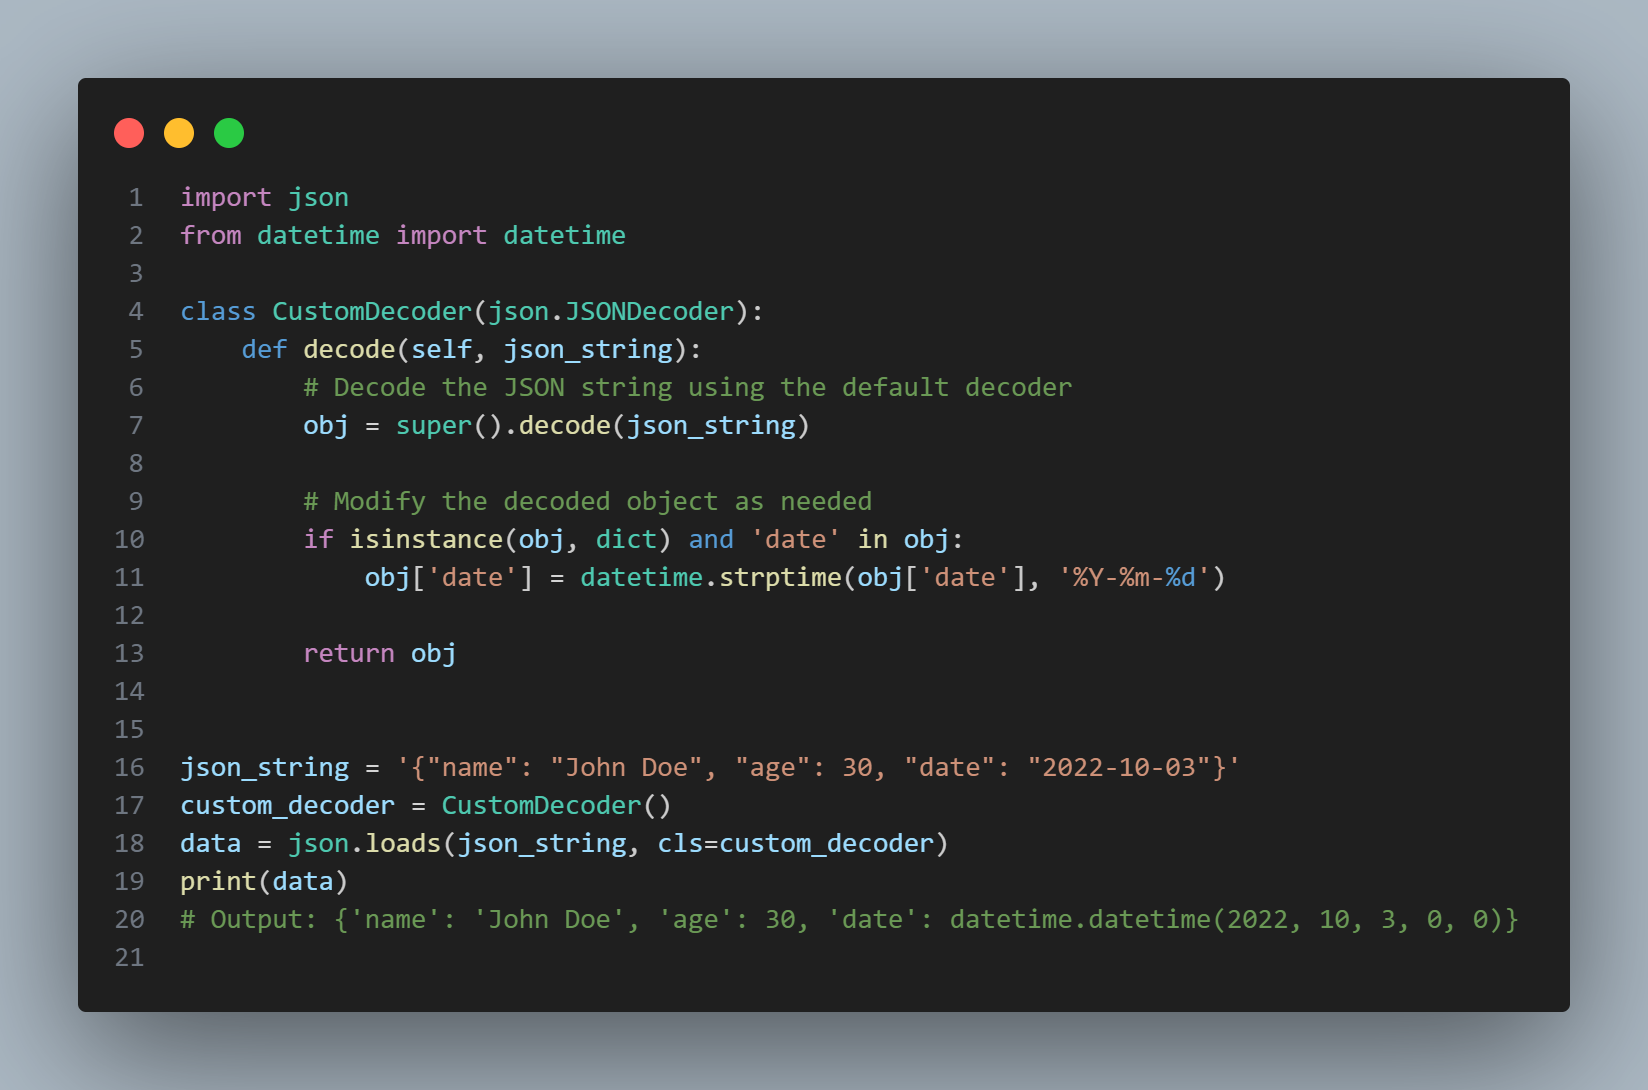 1 import json
2 from datetime import datetime
3
4 class CustomDecoder(json.JSONDecoder):
5     def decode(self, json_string):
6         # Decode the JSON string using the default decoder
7         obj = super().decode(json_string)
8
9         # Modify the decoded object as needed
10         if isinstance(obj, dict) and 'date' in obj:
11             obj['date'] = datetime.strptime(obj['date'], '%Y-%m-%d')
12
13         return obj
14
15
16 json_string = '{"name": "John Doe", "age": 30, "date": "2022-10-03"}'
17 custom_decoder = CustomDecoder()
18 data = json.loads(json_string, cls=custom_decoder)
19 print(data)
20 # Output: {'name': 'John Doe', 'age': 30, 'date': datetime.datetime(2022, 10, 3, 0, 0)}
21